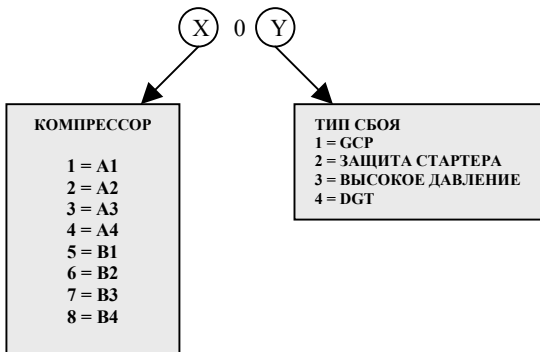 X 0 Y
КОМПРЕССОР
1 = A1
2 = A2
3 = A3
4 = A4
5 = B1
6 = B2
7 = B3
8 = B4
ТИП СБОЯ
1 = GCP
2 = ЗАЩИТА СТАРТЕРА
3 = ВЫСОКОЕ ДАВЛЕНИЕ
4 = DGT